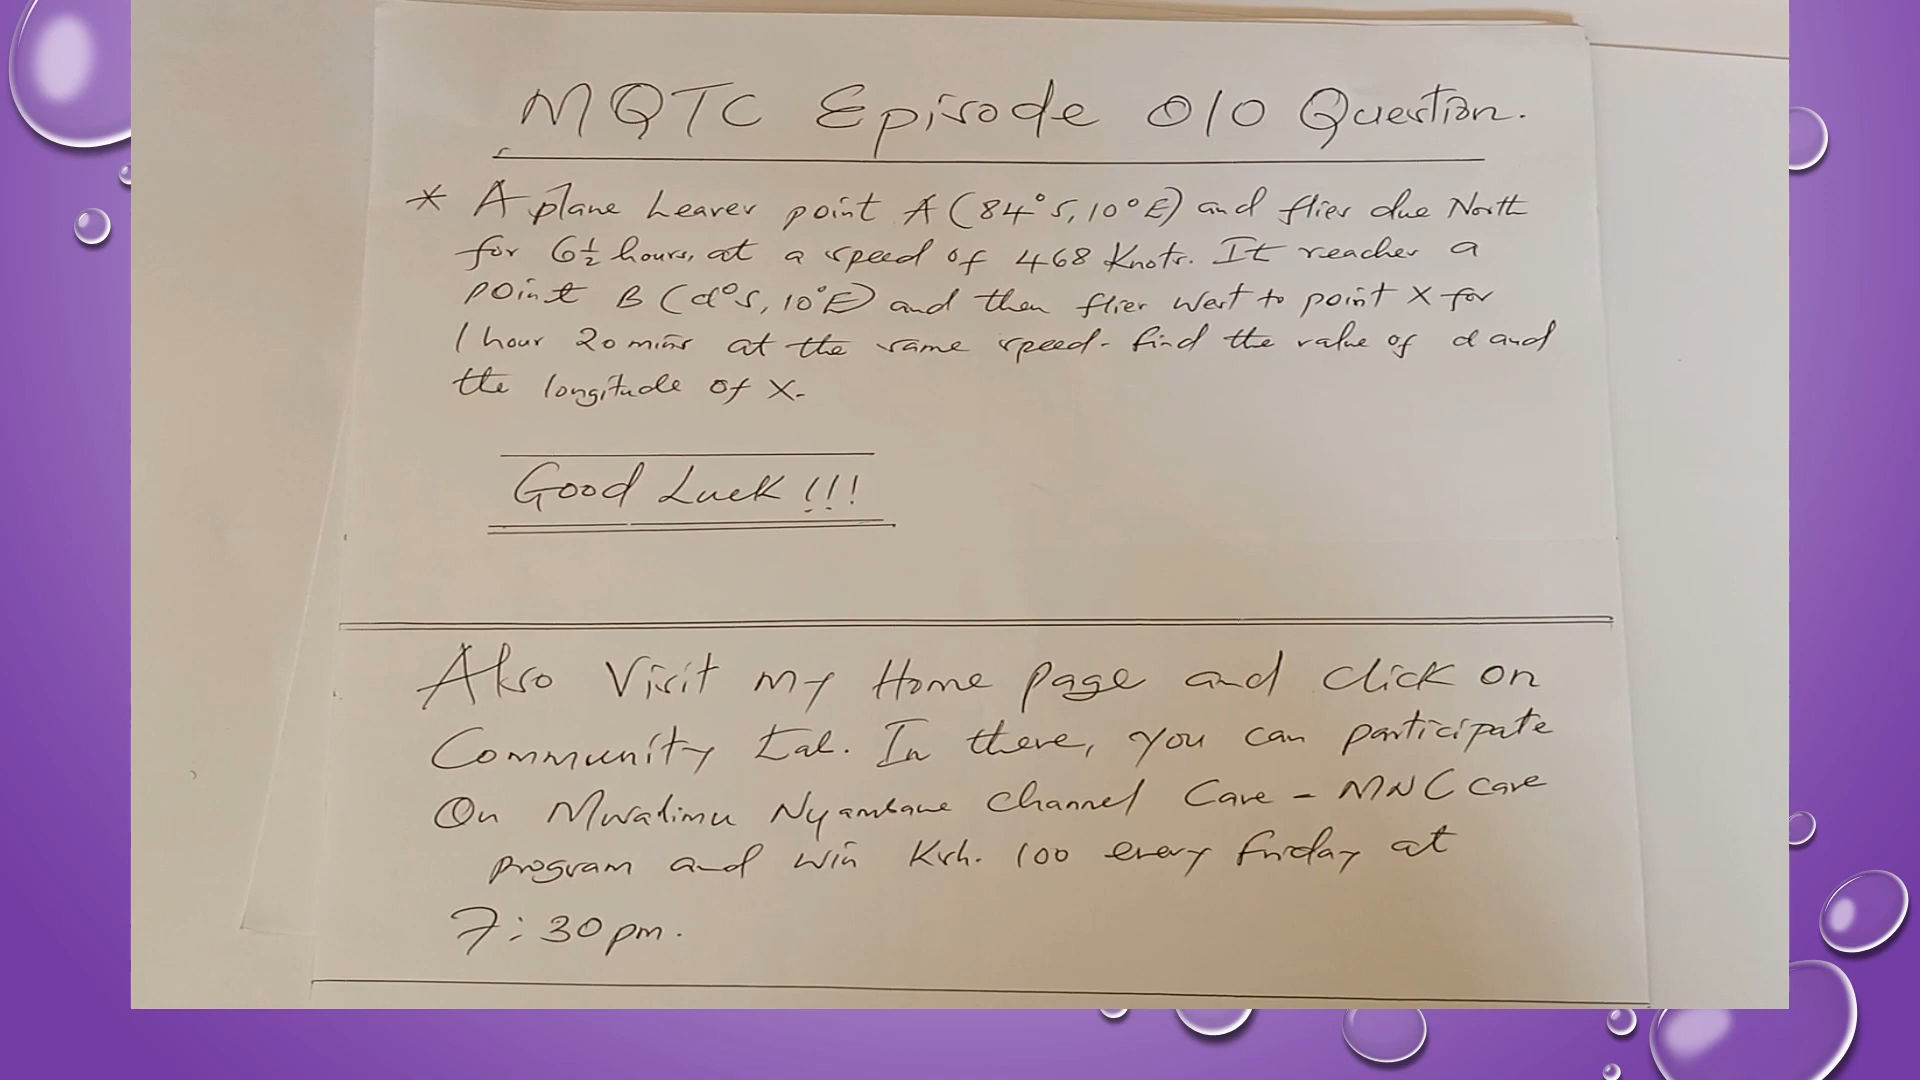 MQTC Episode 010 Question.
* A plane Leaves point A (84°S, 10°E) and flies due North
for 6½ hours, at a speed of 468 Knots. It reaches a
point B (d°S, 10°E) and then flies West to point X for
1 hour 20 mins at the same speed. find the value of d and
the longitude of X.
Good Luck !!!
Also Visit my Home page and click on
Community tab. In there, you can participate
On Mwalimu Nyambane Channel Care - MNC Care
program and win Ksh. 100 every friday at
7:30 pm.